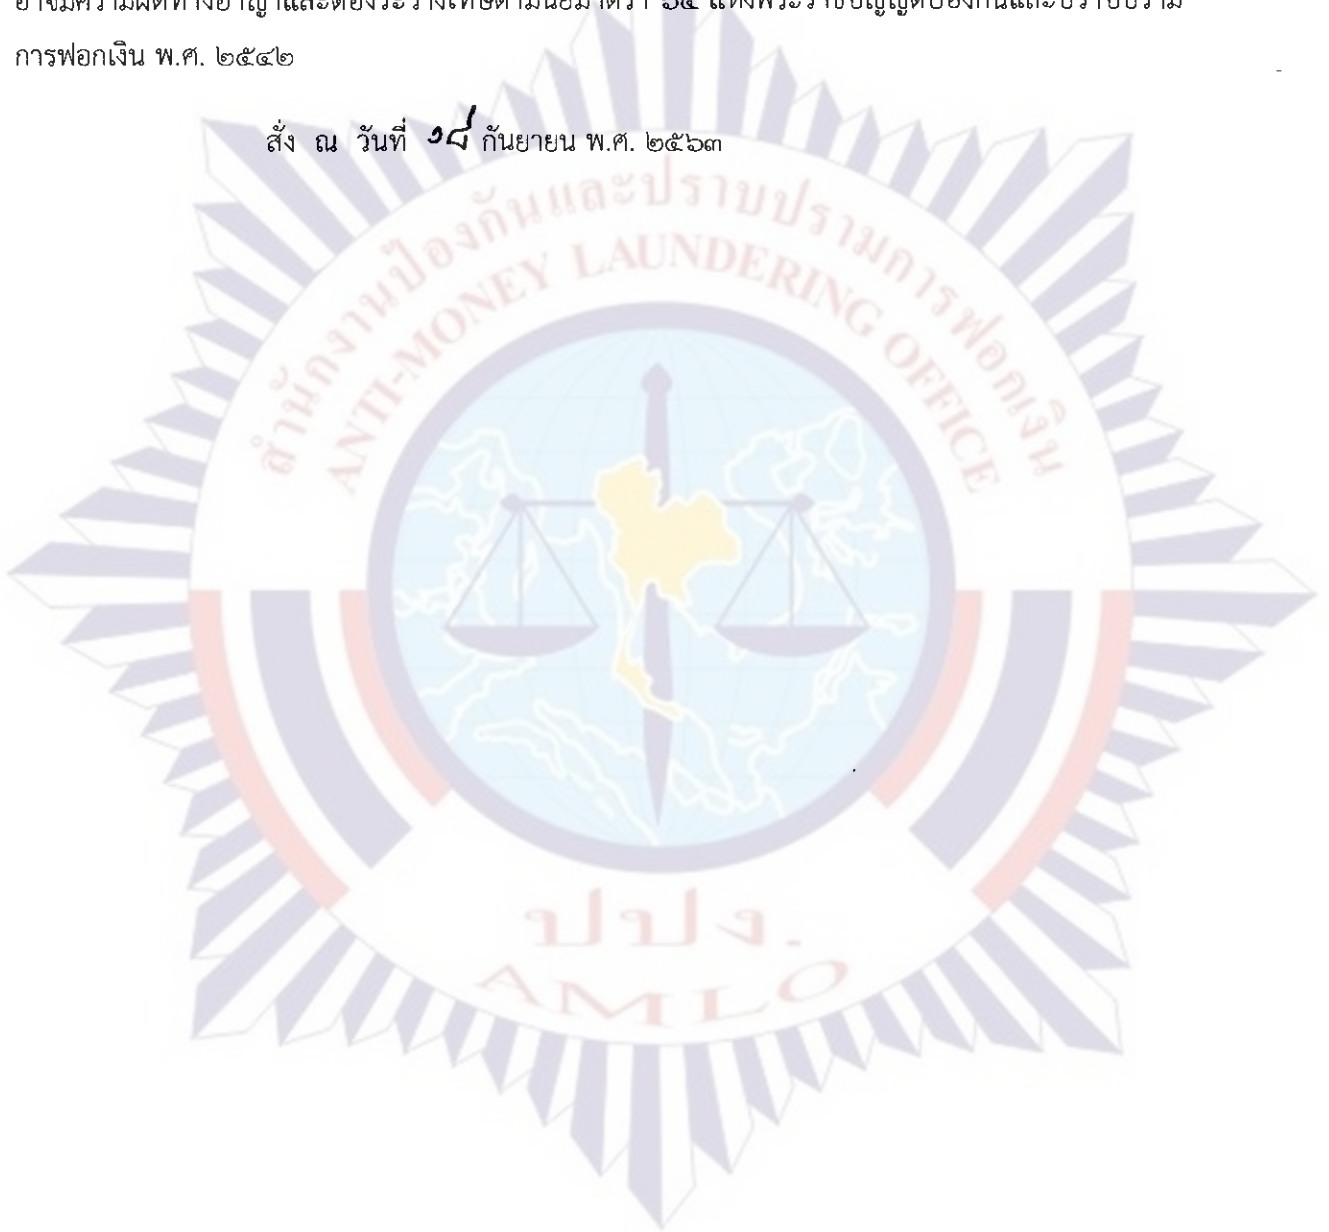 อาจมีความผิดทางอาญาและต้องระวางโทษตามนัยมาตรา ๖๕ แห่งพระราชบัญญัติป้องกันและปราบปราม
การฟอกเงิน พ.ศ. ๒๕๔๒
สั่ง ณ วันที่ ๑๘ กันยายน พ.ศ. ๒๕๖๓
สำนักงานป้องกันและปราบปรามการฟอกเงิน
ANTI-MONEY LAUNDERING OFFICE
ปปง.
AMLO